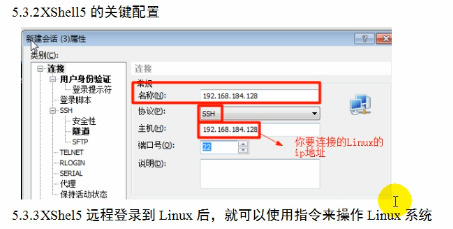 5.3.2XShell5 的关键配置
新建会话 (3)属性
类别(C):
连接
用户身份验证
登录提示符
登录脚本
SSH
安全性
隧道
SFTP
TELNET
RLOGIN
SERIAL
代理
保持活动状态
连接
常规
名称(N): 192.168.184.128
协议(P): SSH
主机(H): 192.168.184.128
端口号(O): 22
说明(D):
你要连接的Linux的
ip地址
5.3.3XShel5 远程登录到 Linux 后，就可以使用指令来操作 Linux 系统